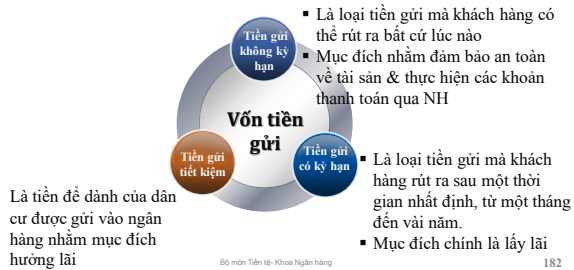 ▪ Là loại tiền gửi mà khách hàng có
thể rút ra bất cứ lúc nào
▪ Mục đích nhằm đảm bảo an toàn
về tài sản & thực hiện các khoản
thanh toán qua NH
Tiền gửi
không kỳ
hạn
Vốn tiền
gửi
Tiền gửi
tiết kiệm
Tiền gửi
có kỳ hạn
▪ Là loại tiền gửi mà khách
hàng rút ra sau một thời
gian nhất định, từ một tháng
đến vài năm.
▪ Mục đích chính là lấy lãi
Là tiền để dành của dân
cư được gửi vào ngân
hàng nhằm mục đích
hưởng lãi
Bộ môn Tiền tệ- Khoa Ngân hàng
182